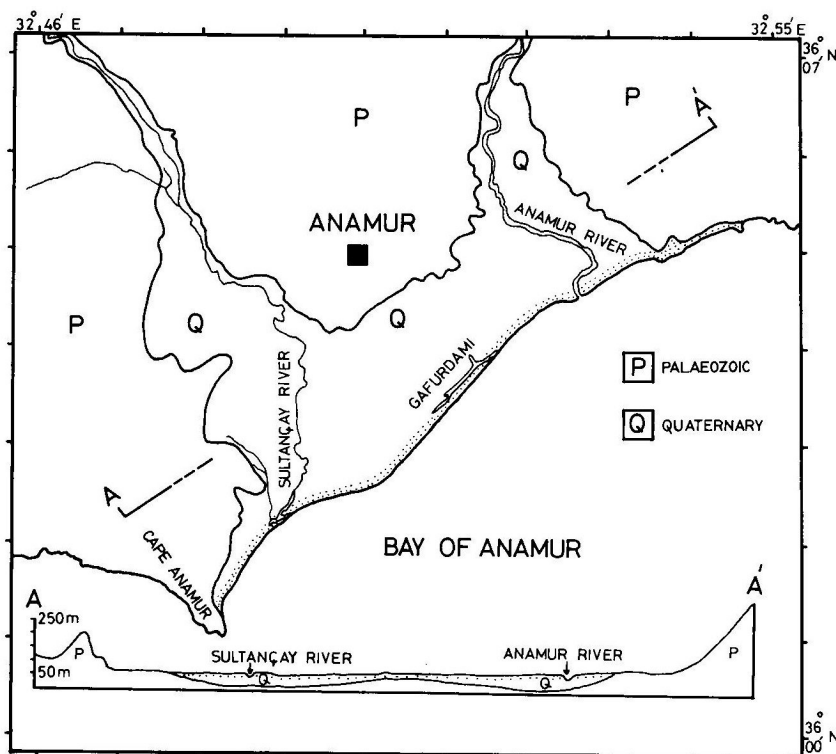 32° 46′ E
32° 55′ E
36° 07′ N
P
P
A′
Q
ANAMUR RIVER
ANAMUR
P
Q
Q
GAFURDAMI
P PALAEOZOIC
SULTANÇAY RIVER
Q QUATERNARY
A
CAPE ANAMUR
BAY OF ANAMUR
A
A′
250m
SULTANÇAY RIVER
ANAMUR RIVER
P
P
50m
Q
Q
36° 00′ N